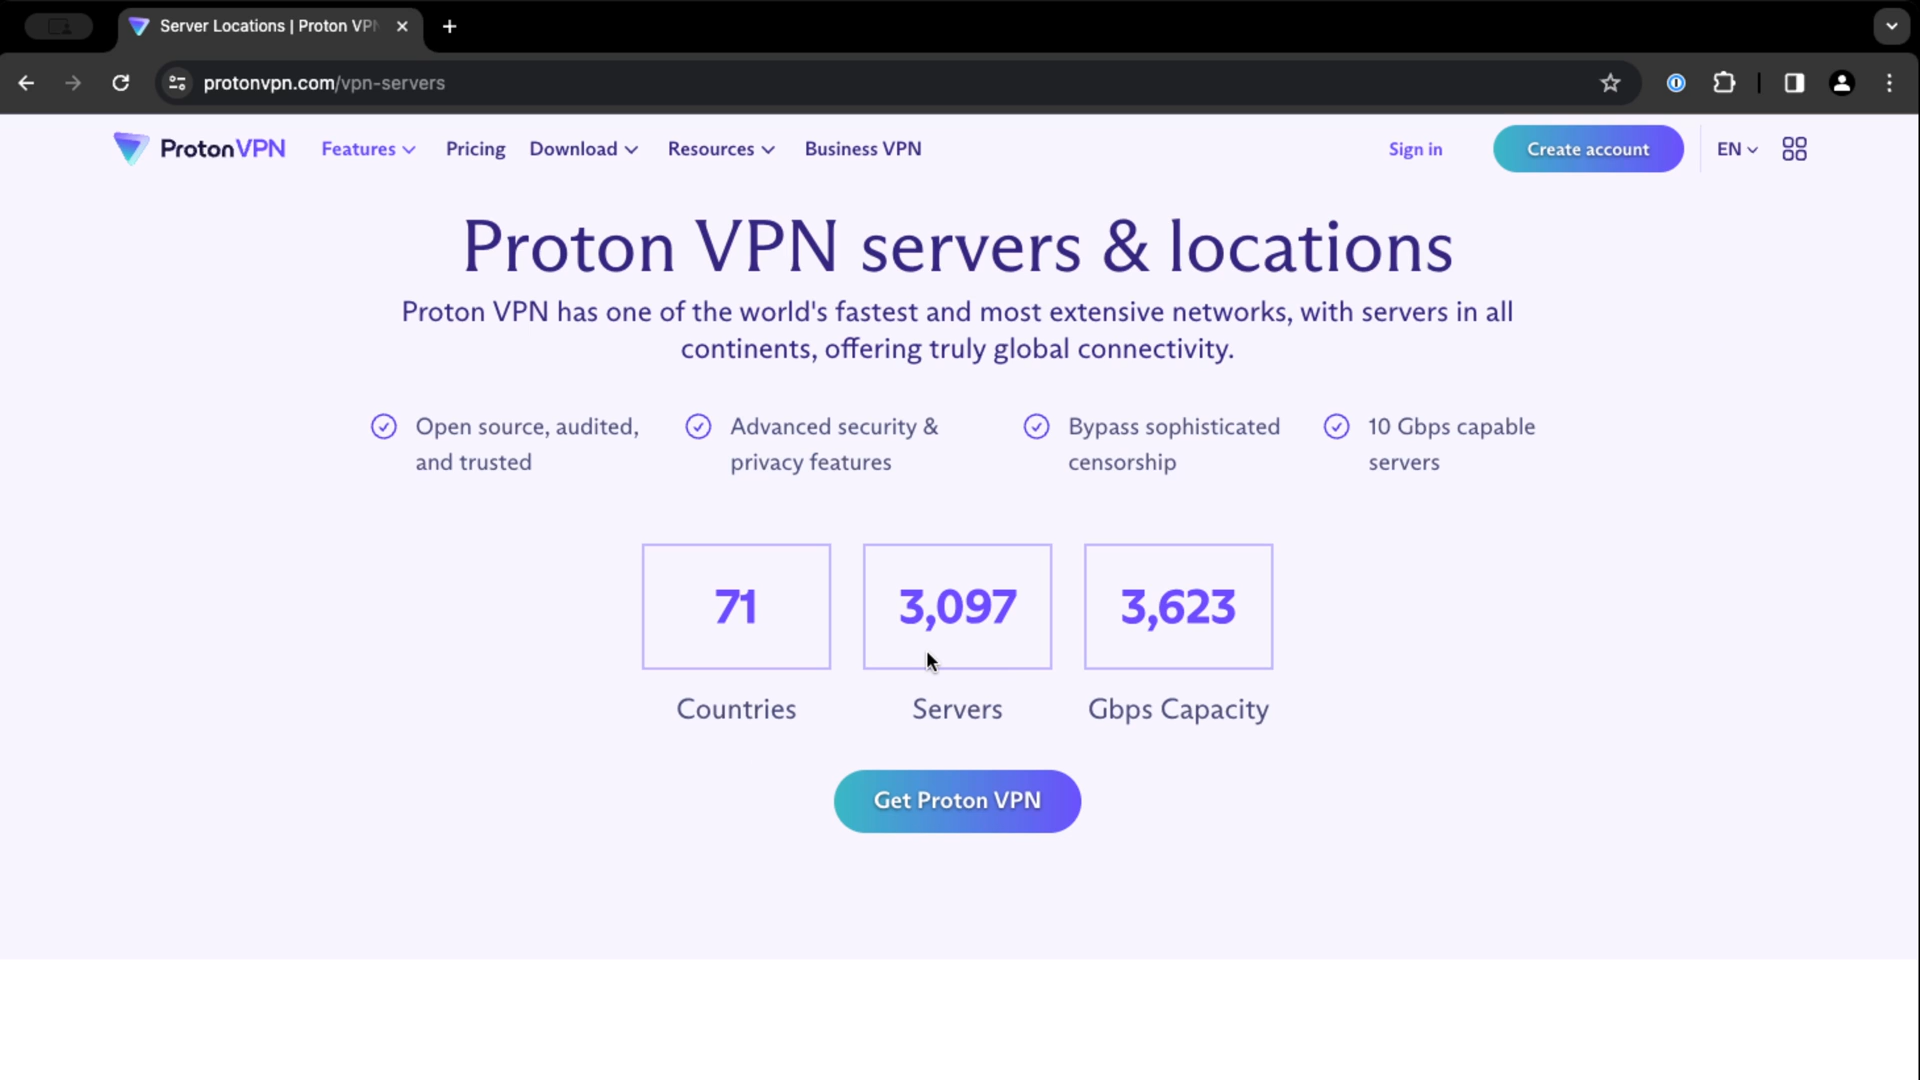 Server Locations | Proton VPN
protonvpn.com/vpn-servers
ProtonVPN
Features
Pricing
Download
Resources
Business VPN
Sign in
Create account
EN
Proton VPN servers & locations
Proton VPN has one of the world's fastest and most extensive networks, with servers in all
continents, offering truly global connectivity.
Open source, audited,
and trusted
Advanced security &
privacy features
Bypass sophisticated
censorship
10 Gbps capable
servers
71
Countries
3,097
Servers
3,623
Gbps Capacity
Get Proton VPN